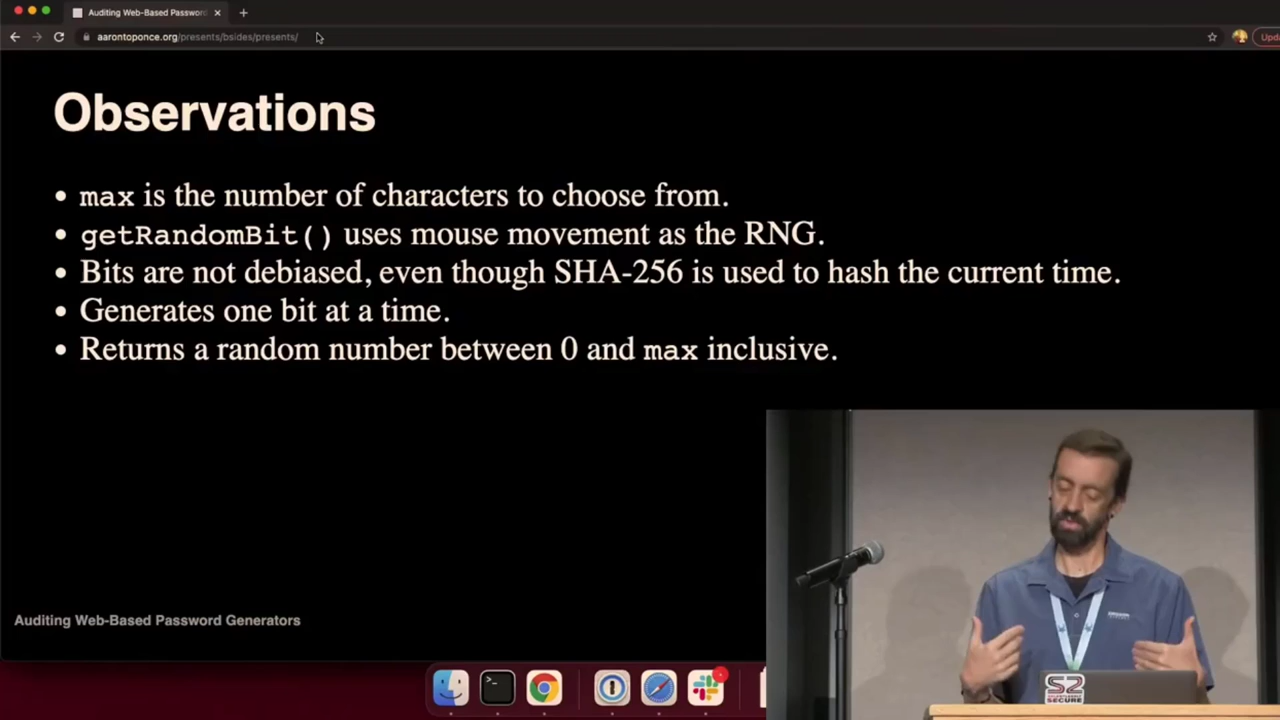 Auditing Web-Based Password
aarontoponce.org/presents/bsides/presents/
Upda
Observations
• max is the number of characters to choose from.
• getRandomBit() uses mouse movement as the RNG.
• Bits are not debiased, even though SHA-256 is used to hash the current time.
• Generates one bit at a time.
• Returns a random number between 0 and max inclusive.
Auditing Web-Based Password Generators
S2
SECURE